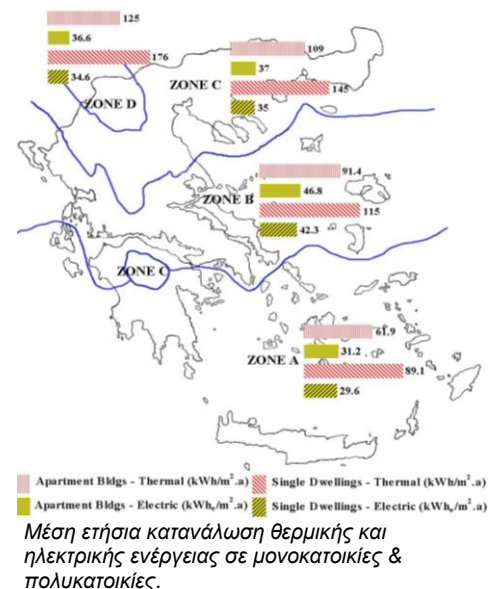 125
36.6
176
34.6
ZONE D
ZONE C
109
37
145
35
ZONE B
91.4
46.8
115
42.3
ZONE C
ZONE A
61.9
31.2
89.1
29.6
Apartment Bldgs - Thermal (kWh/m².a) Single Dwellings - Thermal (kWh/m².a)
Apartment Bldgs - Electric (kWhₑ/m².a) Single Dwellings - Electric (kWhₑ/m².a)
Μέση ετήσια κατανάλωση θερμικής και
ηλεκτρικής ενέργειας σε μονοκατοικίες &
πολυκατοικίες.